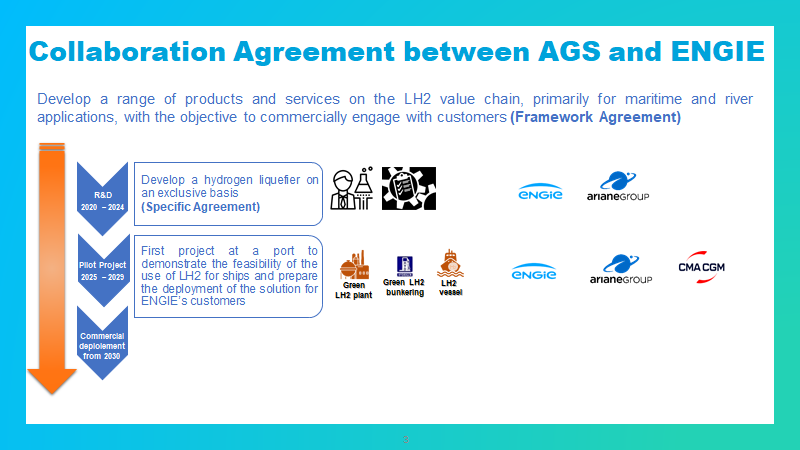 Collaboration Agreement between AGS and ENGIE
Develop a range of products and services on the LH2 value chain, primarily for maritime and river
applications, with the objective to commercially engage with customers (Framework Agreement)
R&D
2020 – 2024
Develop a hydrogen liquefier on
an exclusive basis
(Specific Agreement)
ENGIE
arianeGROUP
Pilot Project
2025 – 2029
First project at a port to
demonstrate the feasibility of the
use of LH2 for ships and prepare
the deployment of the solution for
ENGIE's customers
Green
LH2 plant
Green LH2
bunkering
LH2
vessel
ENGIE
arianeGROUP
CMA CGM
Commercial
deploiement
from 2030
3